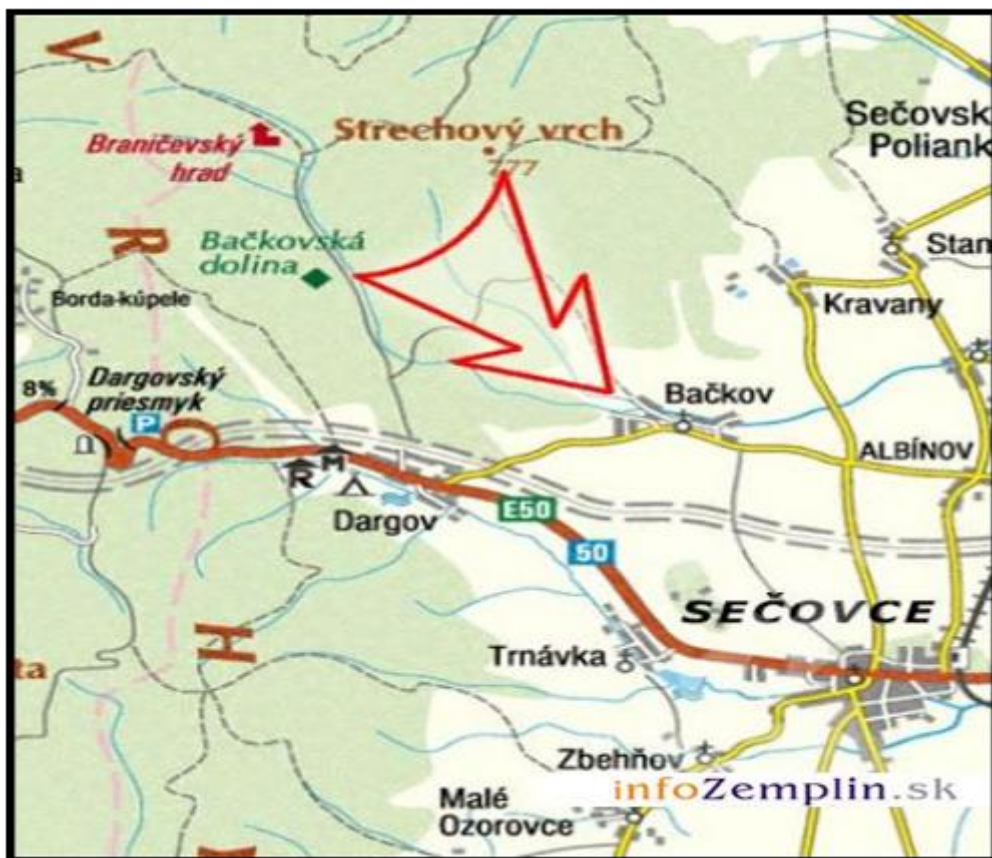 V
Braničevský
hrad
Strechový vrch
777
Sečovsk
Poliank
R
Bačkovská
dolina
Borda-kúpele
Stan
Kravany
8%
Dargovský
priesmyk
P
Bačkov
ALBÍNOV
O
R
M
Dargov
E50
50
SEČOVCE
H
Trnávka
ta
Zbehňov
infoZemplin.sk
Malé
Ozorovce